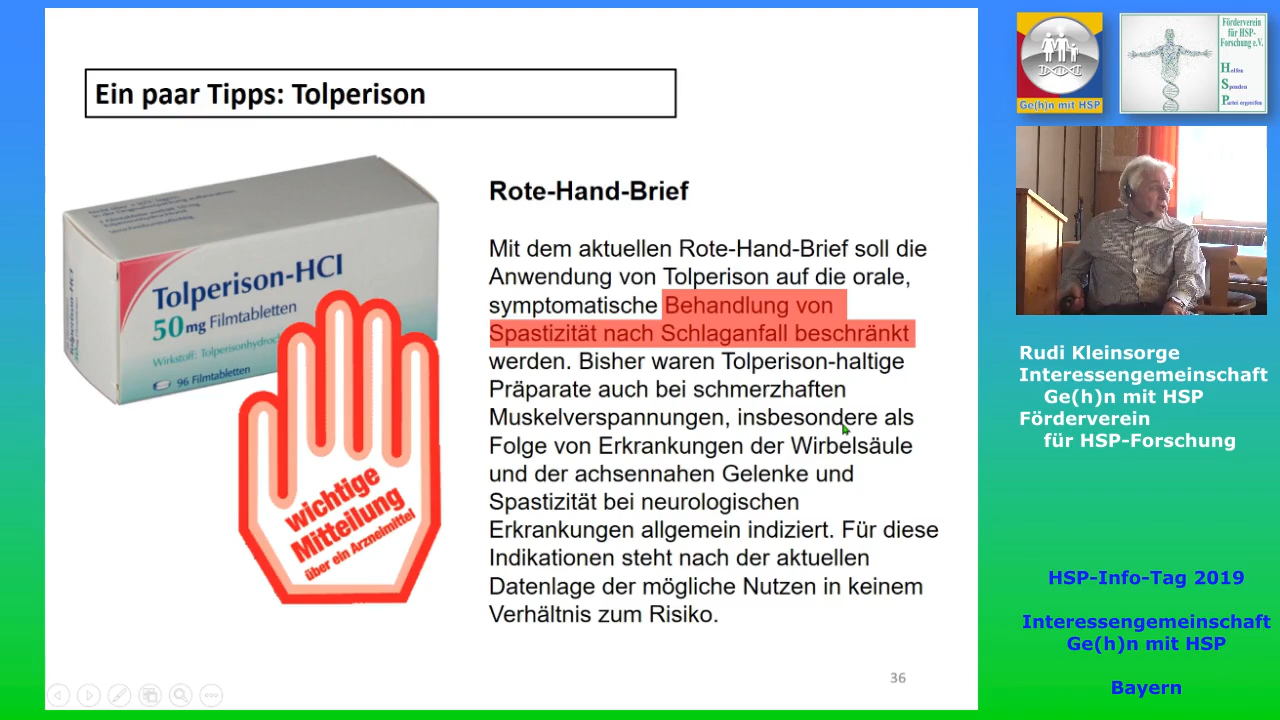 Ein paar Tipps: Tolperison
Tolperison-HCl
50mg Filmtabletten
96 Filmtabletten
wichtige
Mitteilung
über ein Arzneimittel
Rote-Hand-Brief
Mit dem aktuellen Rote-Hand-Brief soll die
Anwendung von Tolperison auf die orale,
symptomatische Behandlung von
Spastizität nach Schlaganfall beschränkt
werden. Bisher waren Tolperison-haltige
Präparate auch bei schmerzhaften
Muskelverspannungen, insbesondere als
Folge von Erkrankungen der Wirbelsäule
und der achsennahen Gelenke und
Spastizität bei neurologischen
Erkrankungen allgemein indiziert. Für diese
Indikationen steht nach der aktuellen
Datenlage der mögliche Nutzen in keinem
Verhältnis zum Risiko.
36
Ge(h)n mit HSP
Förderverein
für HSP-
Forschung e.V.
Helfen
Spenden
Rudi Kleinsorge
Interessengemeinschaft
Ge(h)n mit HSP
Förderverein
für HSP-Forschung
HSP-Info-Tag 2019
Interessengemeinschaft
Ge(h)n mit HSP
Bayern